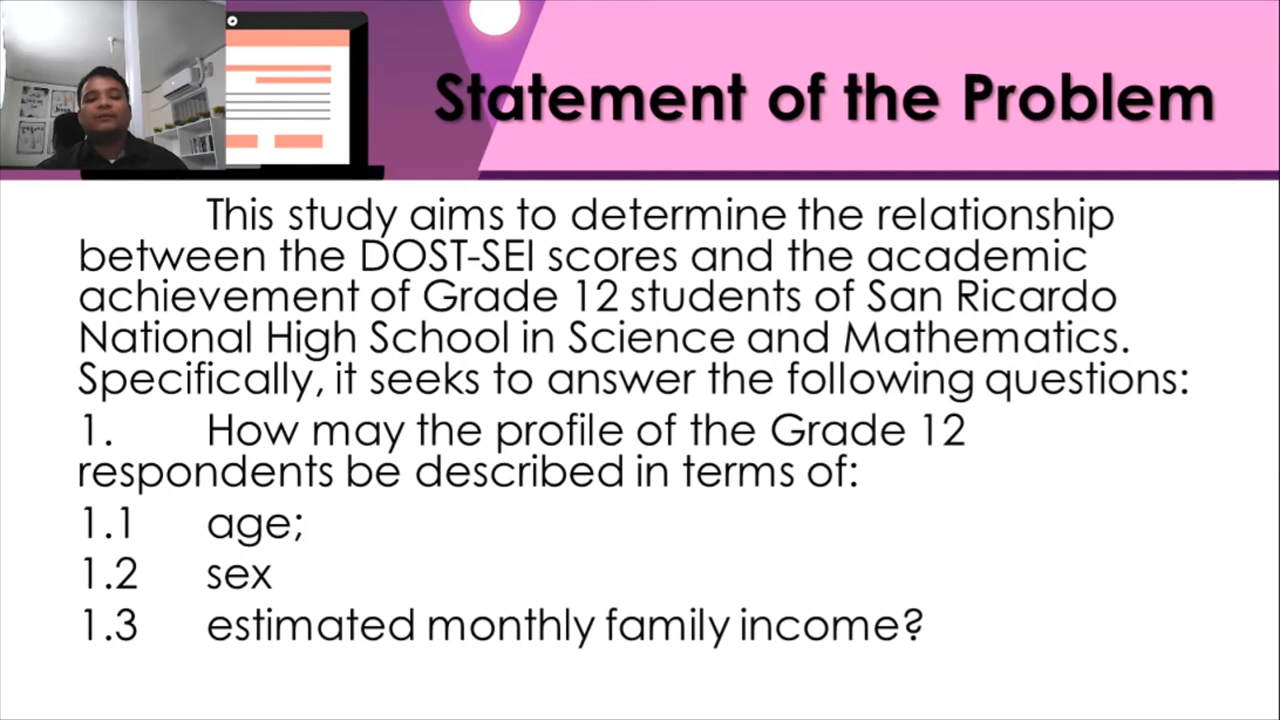 Statement of the Problem
This study aims to determine the relationship
between the DOST-SEI scores and the academic
achievement of Grade 12 students of San Ricardo
National High School in Science and Mathematics.
Specifically, it seeks to answer the following questions:
1. How may the profile of the Grade 12
respondents be described in terms of:
1.1 age;
1.2 sex
1.3 estimated monthly family income?